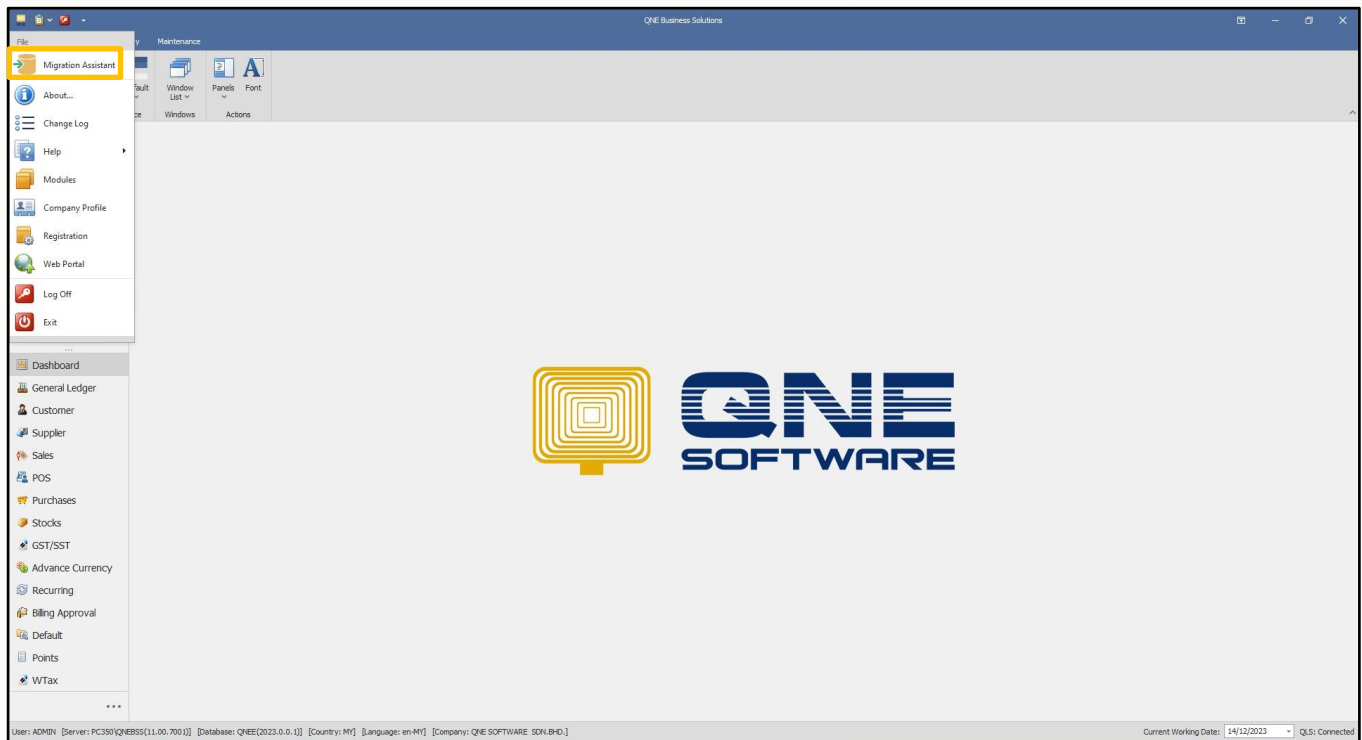 QNE Business Solutions
File
y Maintenance
Migration Assistant
About...
Change Log
Help
Modules
Company Profile
Registration
Web Portal
Log Off
Exit
fault
Window List
Panels
Font
ce
Windows
Actions
Dashboard
General Ledger
Customer
Supplier
Sales
POS
Purchases
Stocks
GST/SST
Advance Currency
Recurring
Billing Approval
Default
Points
WTax
QNE
SOFTWARE
User: ADMIN [Server: PC350\QNEBSS(11.00.7001)] [Database: QNEE(2023.0.0.1)] [Country: MY] [Language: en-MY] [Company: QNE SOFTWARE SDN.BHD.]
Current Working Date: 14/12/2023 QLS: Connected